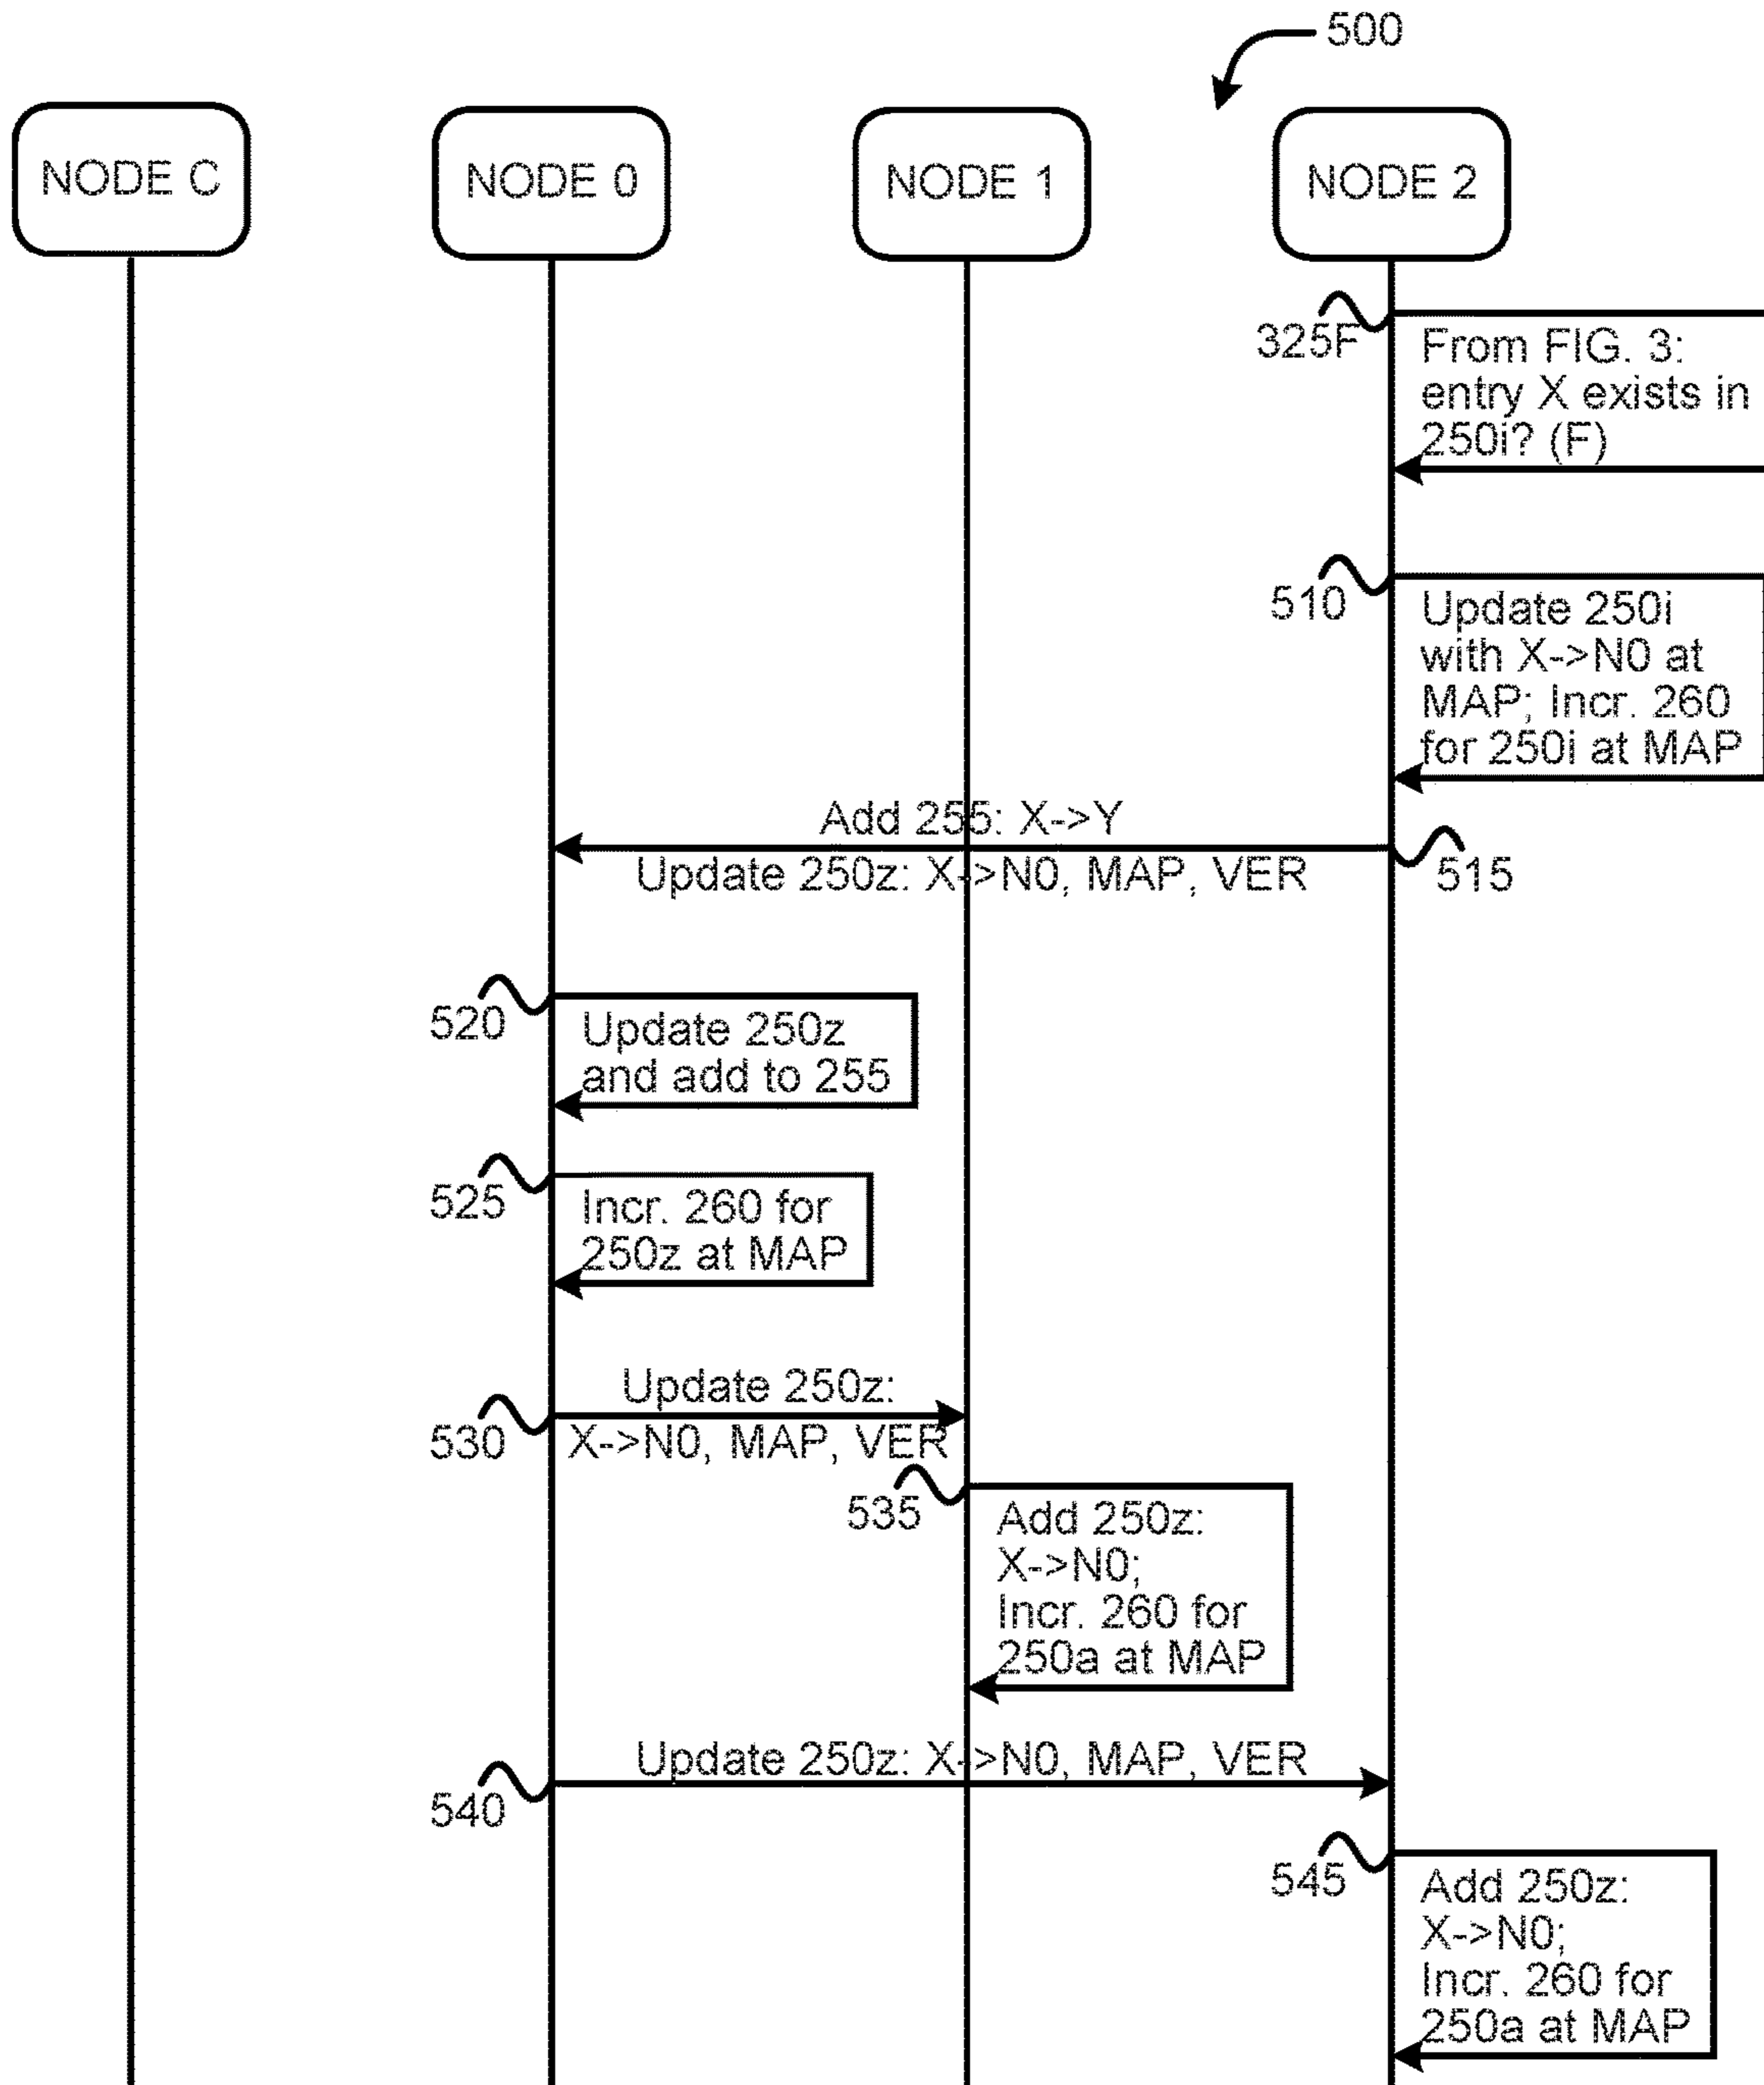 500
NODE C
NODE 0
NODE 1
NODE 2
325F
From FIG. 3:
entry X exists in
250i? (F)
510
Update 250i
with X->N0 at
MAP; Incr. 260
for 250i at MAP
Add 255: X->Y
Update 250z: X->N0, MAP, VER
515
520
Update 250z
and add to 255
525
Incr. 260 for
250z at MAP
Update 250z:
530
X->N0, MAP, VER
535
Add 250z:
X->N0;
Incr. 260 for
250a at MAP
Update 250z: X->N0, MAP, VER
540
545
Add 250z:
X->N0;
Incr. 260 for
250a at MAP